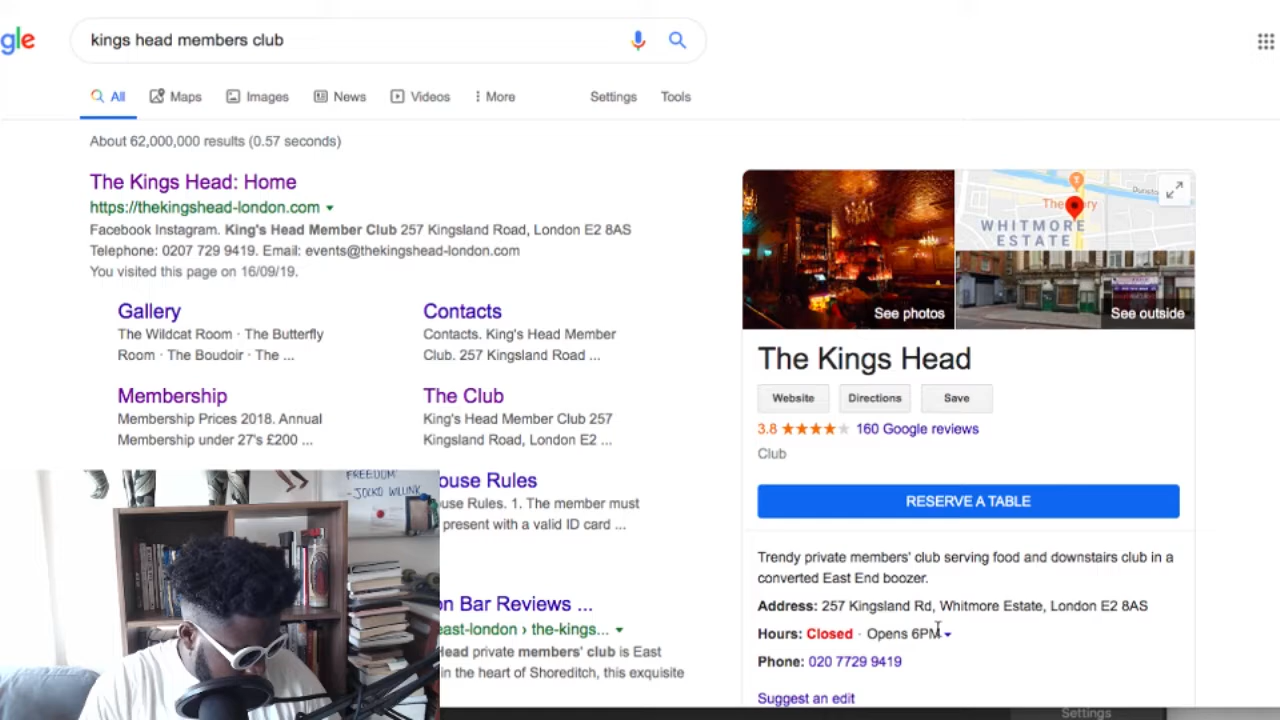 gle
kings head members club
All
Maps
Images
News
Videos
More
Settings
Tools
About 62,000,000 results (0.57 seconds)
The Kings Head: Home
https://thekingshead-london.com
Facebook Instagram. King's Head Member Club 257 Kingsland Road, London E2 8AS
Telephone: 0207 729 9419. Email: events@thekingshead-london.com
You visited this page on 16/09/19.
Gallery
The Wildcat Room · The Butterfly
Room · The Boudoir · The ...
Contacts
Contacts. King's Head Member
Club. 257 Kingsland Road ...
Membership
Membership Prices 2018. Annual
Membership under 27's £200 ...
The Club
King's Head Member Club 257
Kingsland Road, London E2 ...
ouse Rules
use Rules. 1. The member must
present with a valid ID card ...
on Bar Reviews ...
east-london › the-kings...
Head private members' club is East
in the heart of Shoreditch, this exquisite
FREEDOM"
-JOCKO WILLINK
WHITMORE
ESTATE
See photos
See outside
The Kings Head
Website
Directions
Save
3.8
160 Google reviews
Club
RESERVE A TABLE
Trendy private members' club serving food and downstairs club in a
converted East End boozer.
Address: 257 Kingsland Rd, Whitmore Estate, London E2 8AS
Hours: Closed · Opens 6PM
Phone: 020 7729 9419
Suggest an edit
Settings